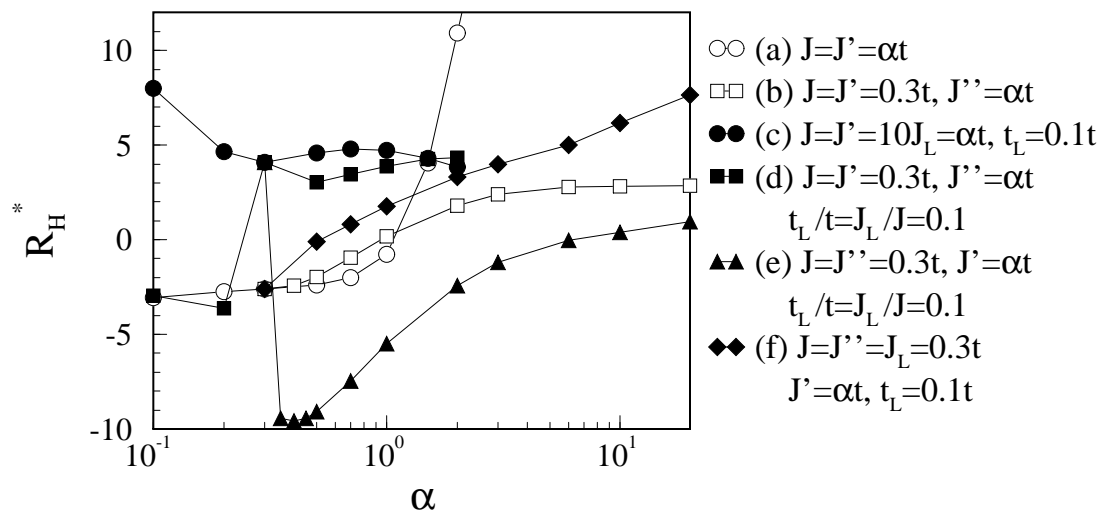 10
5
0
-5
-10
R_H^*
10^-1
10^0
10^1
α
(a) J=J'=αt
(b) J=J'=0.3t, J''=αt
(c) J=J'=10J_L=αt, t_L=0.1t
(d) J=J'=0.3t, J''=αt
t_L/t=J_L/J=0.1
(e) J=J''=0.3t, J'=αt
t_L/t=J_L/J=0.1
(f) J=J''=J_L=0.3t
J'=αt, t_L=0.1t